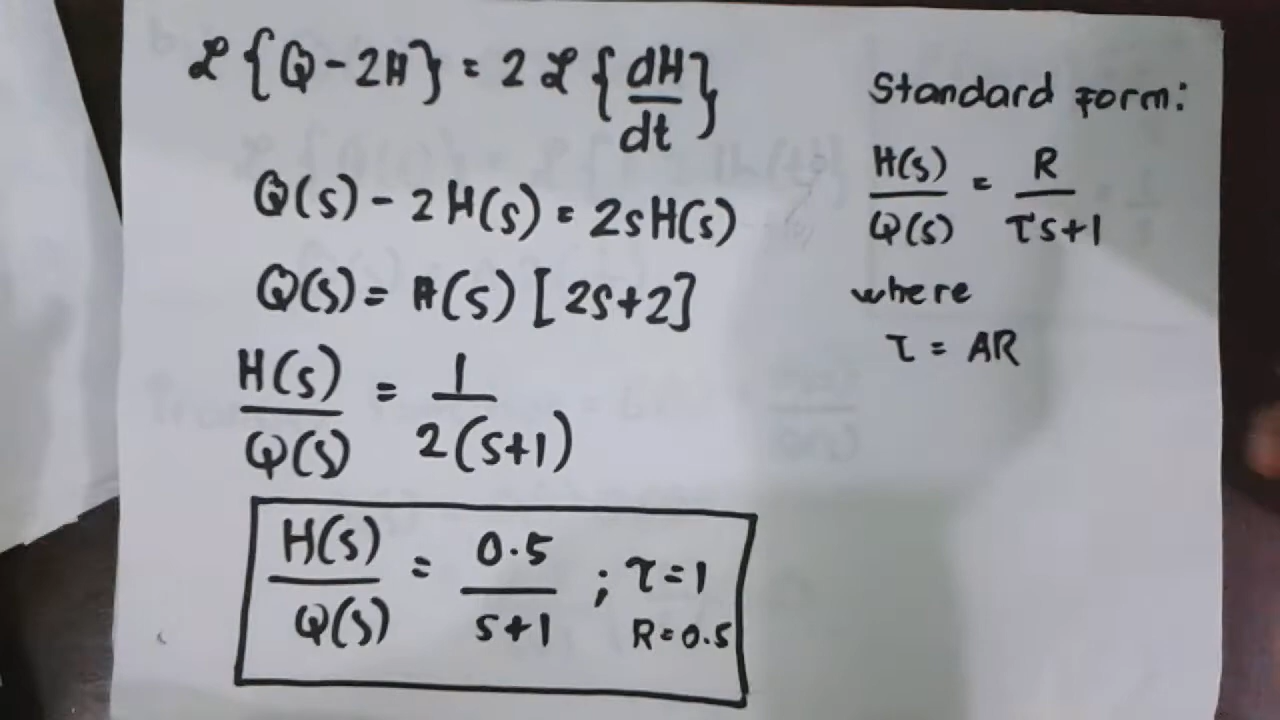 ℒ{Q - 2H} = 2 ℒ{dH/dt}
Q(s) - 2H(s) = 2sH(s)
Q(s) = H(s) [2s+2]
H(s)/Q(s) = 1/2(s+1)
H(s)/Q(s) = 0.5/s+1 ; τ=1
R=0.5
Standard form:
H(s)/Q(s) = R/τs+1
where
τ = AR